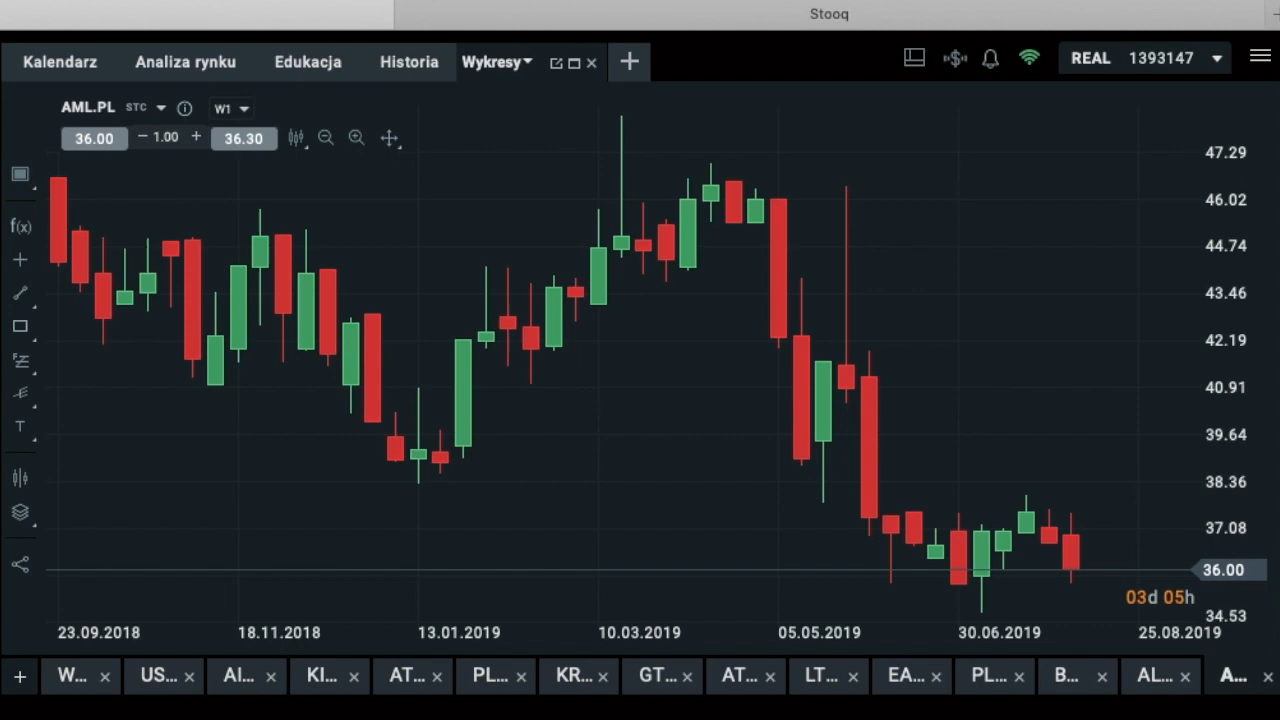 Stooq
Kalendarz Analiza rynku Edukacja Historia Wykresy REAL 1393147
AML.PL STC W1
36.00 1.00 36.30
47.29
46.02
44.74
43.46
42.19
40.91
39.64
38.36
37.08
36.00
34.53
f(x)
T
03d 05h
23.09.2018 18.11.2018 13.01.2019 10.03.2019 05.05.2019 30.06.2019 25.08.2019
W... US... AI... KI... AT... PL... KR... GT... AT... LT... EA... PL... B... AL... A...